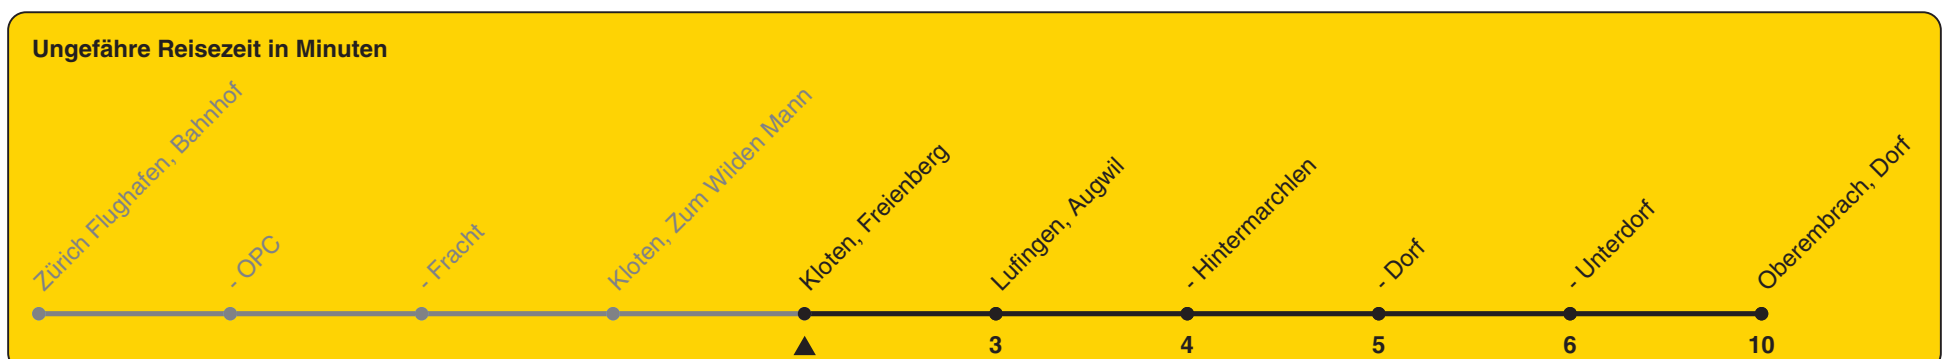 Ungefähre Reisezeit in Minuten
Zürich Flughafen, Bahnhof
- OPC
- Fracht
Kloten, Zum Wilden Mann
Kloten, Freienberg
Lufingen, Augwil
- Hintermarchlen
- Dorf
- Unterdorf
Oberembrach, Dorf
3 4 5 6 10